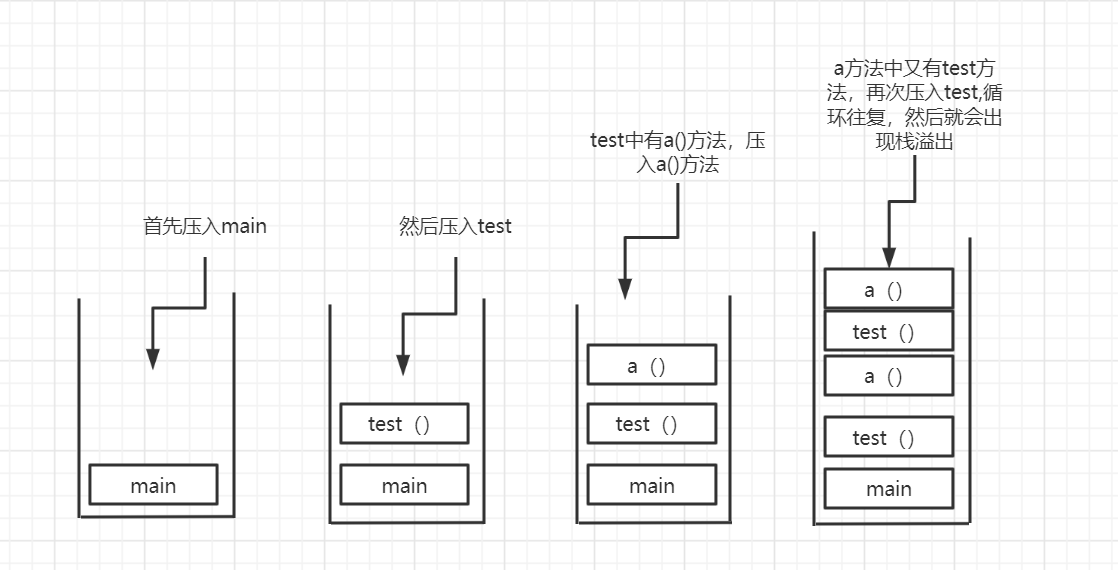 首先压入main
main
然后压入test
test（）
main
test中有a()方法，压
入a()方法
a（）
test（）
main
a方法中又有test方
法，再次压入test,循
环往复，然后就会出
现栈溢出
a（）
test（）
a（）
test（）
main